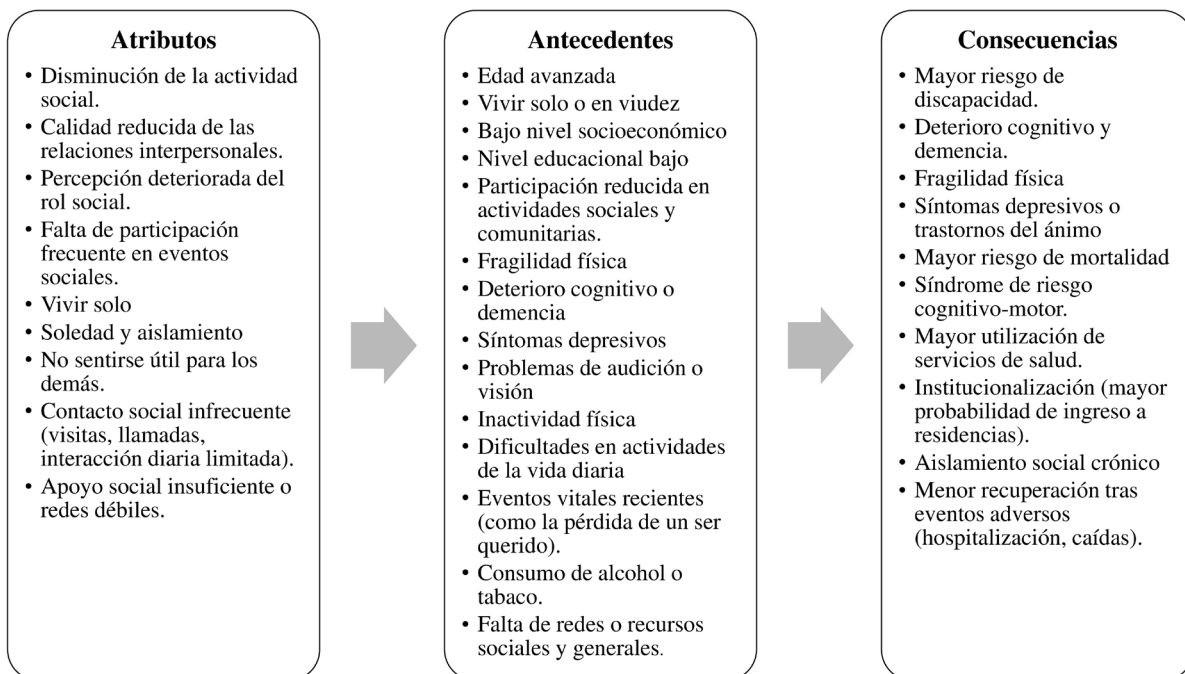 Atributos
• Disminución de la actividad
social.
• Calidad reducida de las
relaciones interpersonales.
• Percepción deteriorada del
rol social.
• Falta de participación
frecuente en eventos
sociales.
• Vivir solo
• Soledad y aislamiento
• No sentirse útil para los
demás.
• Contacto social infrecuente
(visitas, llamadas,
interacción diaria limitada).
• Apoyo social insuficiente o
redes débiles.
Antecedentes
• Edad avanzada
• Vivir solo o en viudez
• Bajo nivel socioeconómico
• Nivel educacional bajo
• Participación reducida en
actividades sociales y
comunitarias.
• Fragilidad física
• Deterioro cognitivo o
demencia
• Síntomas depresivos
• Problemas de audición o
visión
• Inactividad física
• Dificultades en actividades
de la vida diaria
• Eventos vitales recientes
(como la pérdida de un ser
querido).
• Consumo de alcohol o
tabaco.
• Falta de redes o recursos
sociales y generales.
Consecuencias
• Mayor riesgo de
discapacidad.
• Deterioro cognitivo y
demencia.
• Fragilidad física
• Síntomas depresivos o
trastornos del ánimo
• Mayor riesgo de mortalidad
• Síndrome de riesgo
cognitivo-motor.
• Mayor utilización de
servicios de salud.
• Institucionalización (mayor
probabilidad de ingreso a
residencias).
• Aislamiento social crónico
• Menor recuperación tras
eventos adversos
(hospitalización, caídas).